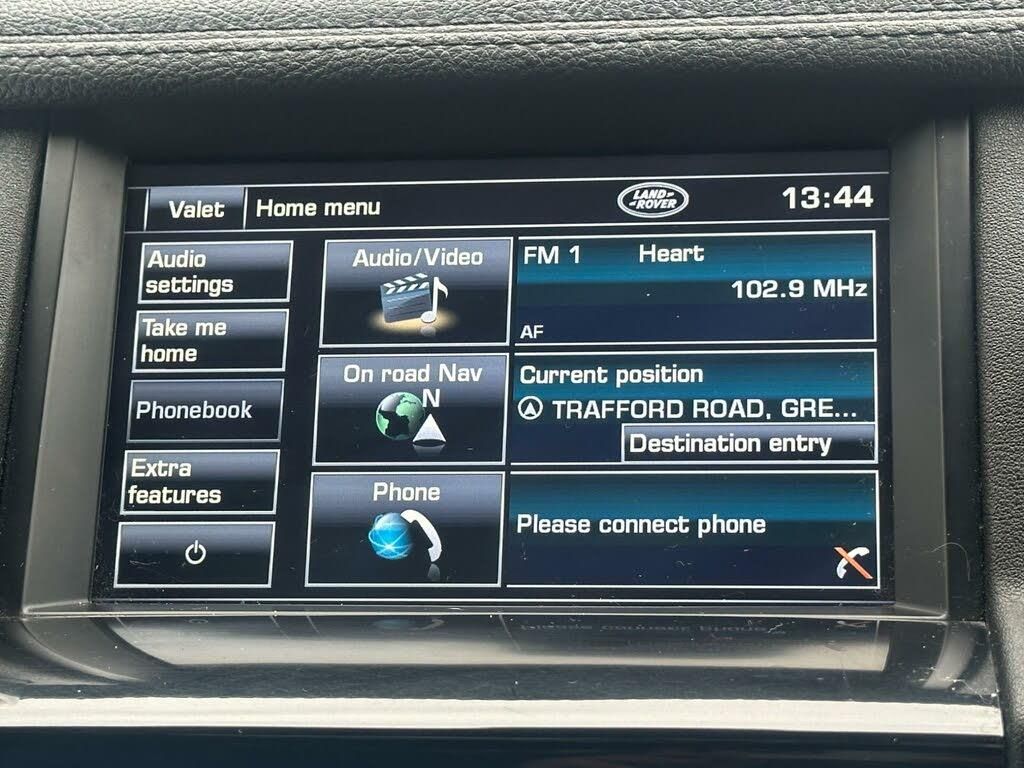 Valet
Home menu
LAND-
-ROVER
13:44
Audio
settings
Take me
home
Phonebook
Extra
features
Audio/Video
FM 1 Heart
102.9 MHz
AF
On road Nav
N
Current position
TRAFFORD ROAD, GRE...
Destination entry
Phone
Please connect phone